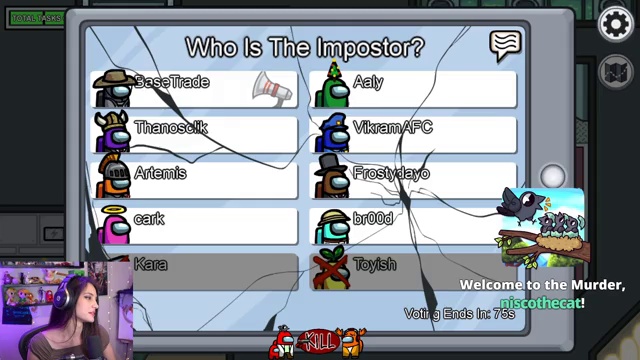 TOTAL TASKS
Who Is The Impostor?
BaseTrade
Aaly
Thanosclik
VikramAFC
Artemis
Frostydayo
cark
br00d
Kara
Toyish
Voting Ends In: 75s
Welcome to the Murder,
niscothecat!
KILL